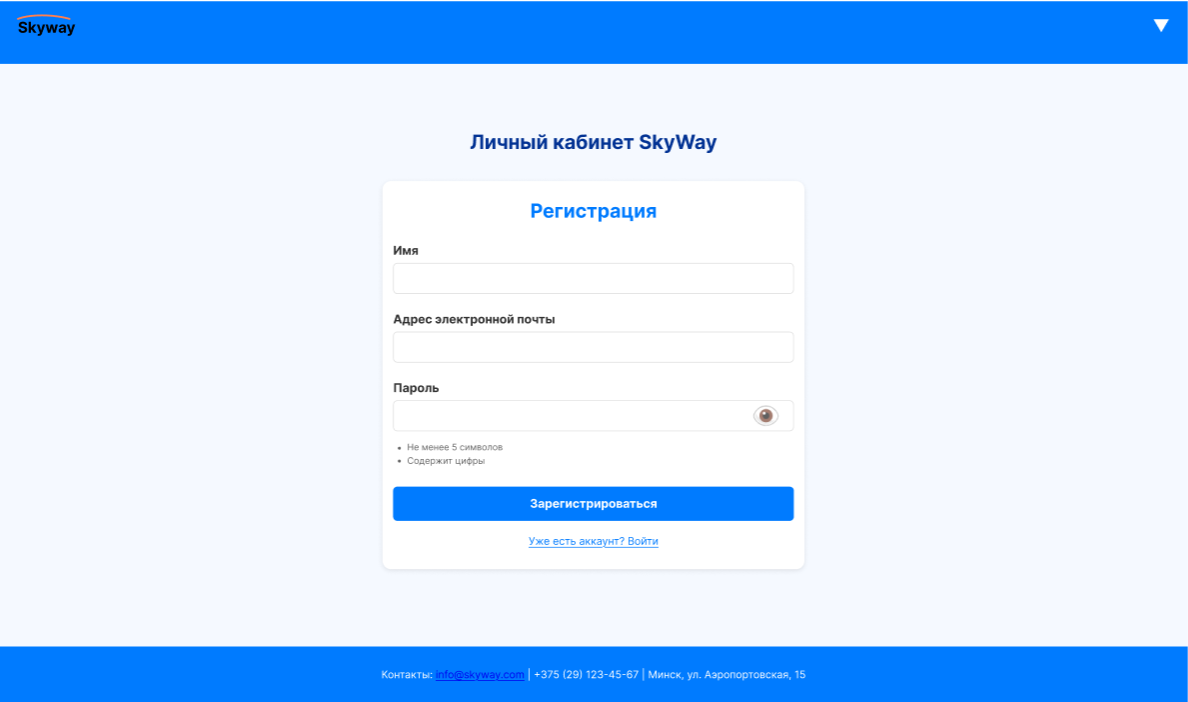 Skyway
▼
Личный кабинет SkyWay
Регистрация
Имя
Адрес электронной почты
Пароль
• Не менее 5 символов
• Содержит цифры
Зарегистрироваться
Уже есть аккаунт? Войти
Контакты: info@skyway.com | +375 (29) 123-45-67 | Минск, ул. Аэропортовская, 15